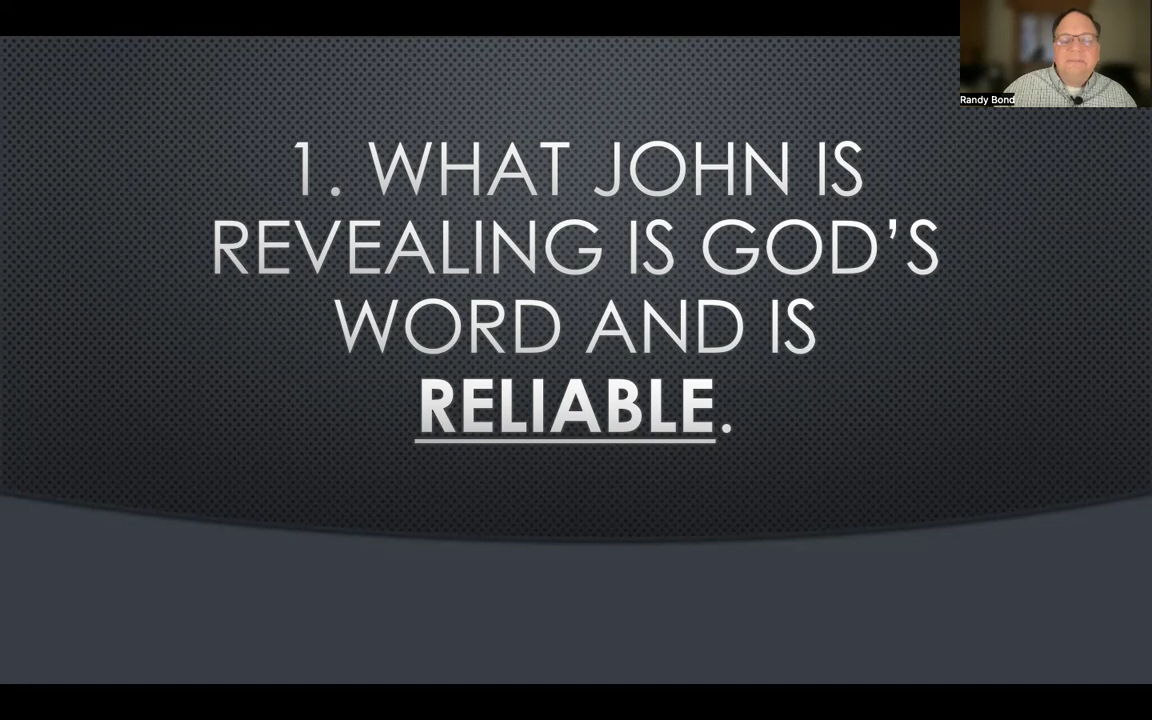 Randy Bond
1. WHAT JOHN IS
REVEALING IS GOD’S
WORD AND IS
RELIABLE.